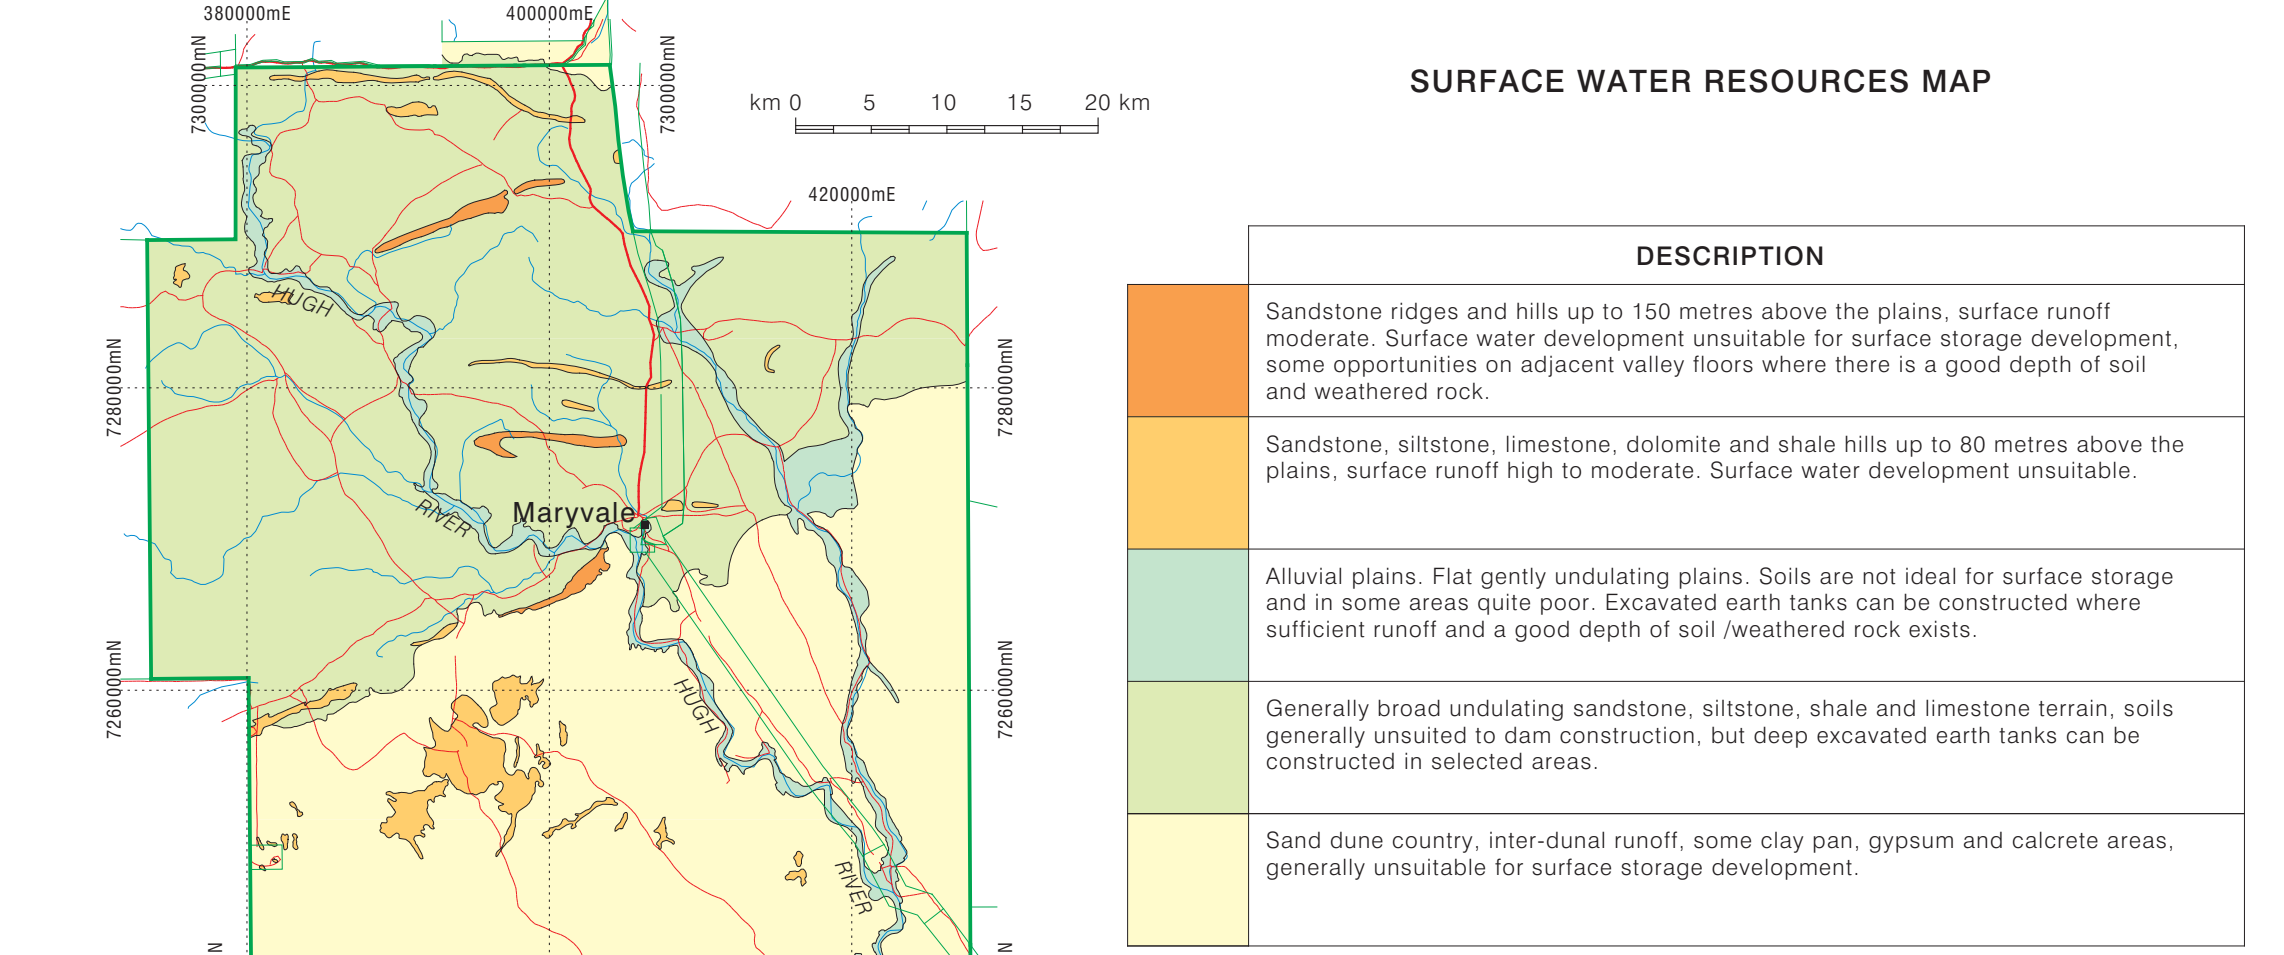 380000mE
400000mE
7300000mN
7300000mN
km 0 5 10 15 20 km
SURFACE WATER RESOURCES MAP
420000mE
HUGH
7280000mN
7280000mN
RIVER
Maryvale
7260000mN
7260000mN
HUGH
RIVER
N
N
DESCRIPTION
Sandstone ridges and hills up to 150 metres above the plains, surface runoff
moderate. Surface water development unsuitable for surface storage development,
some opportunities on adjacent valley floors where there is a good depth of soil
and weathered rock.
Sandstone, siltstone, limestone, dolomite and shale hills up to 80 metres above the
plains, surface runoff high to moderate. Surface water development unsuitable.
Alluvial plains. Flat gently undulating plains. Soils are not ideal for surface storage
and in some areas quite poor. Excavated earth tanks can be constructed where
sufficient runoff and a good depth of soil /weathered rock exists.
Generally broad undulating sandstone, siltstone, shale and limestone terrain, soils
generally unsuited to dam construction, but deep excavated earth tanks can be
constructed in selected areas.
Sand dune country, inter-dunal runoff, some clay pan, gypsum and calcrete areas,
generally unsuitable for surface storage development.